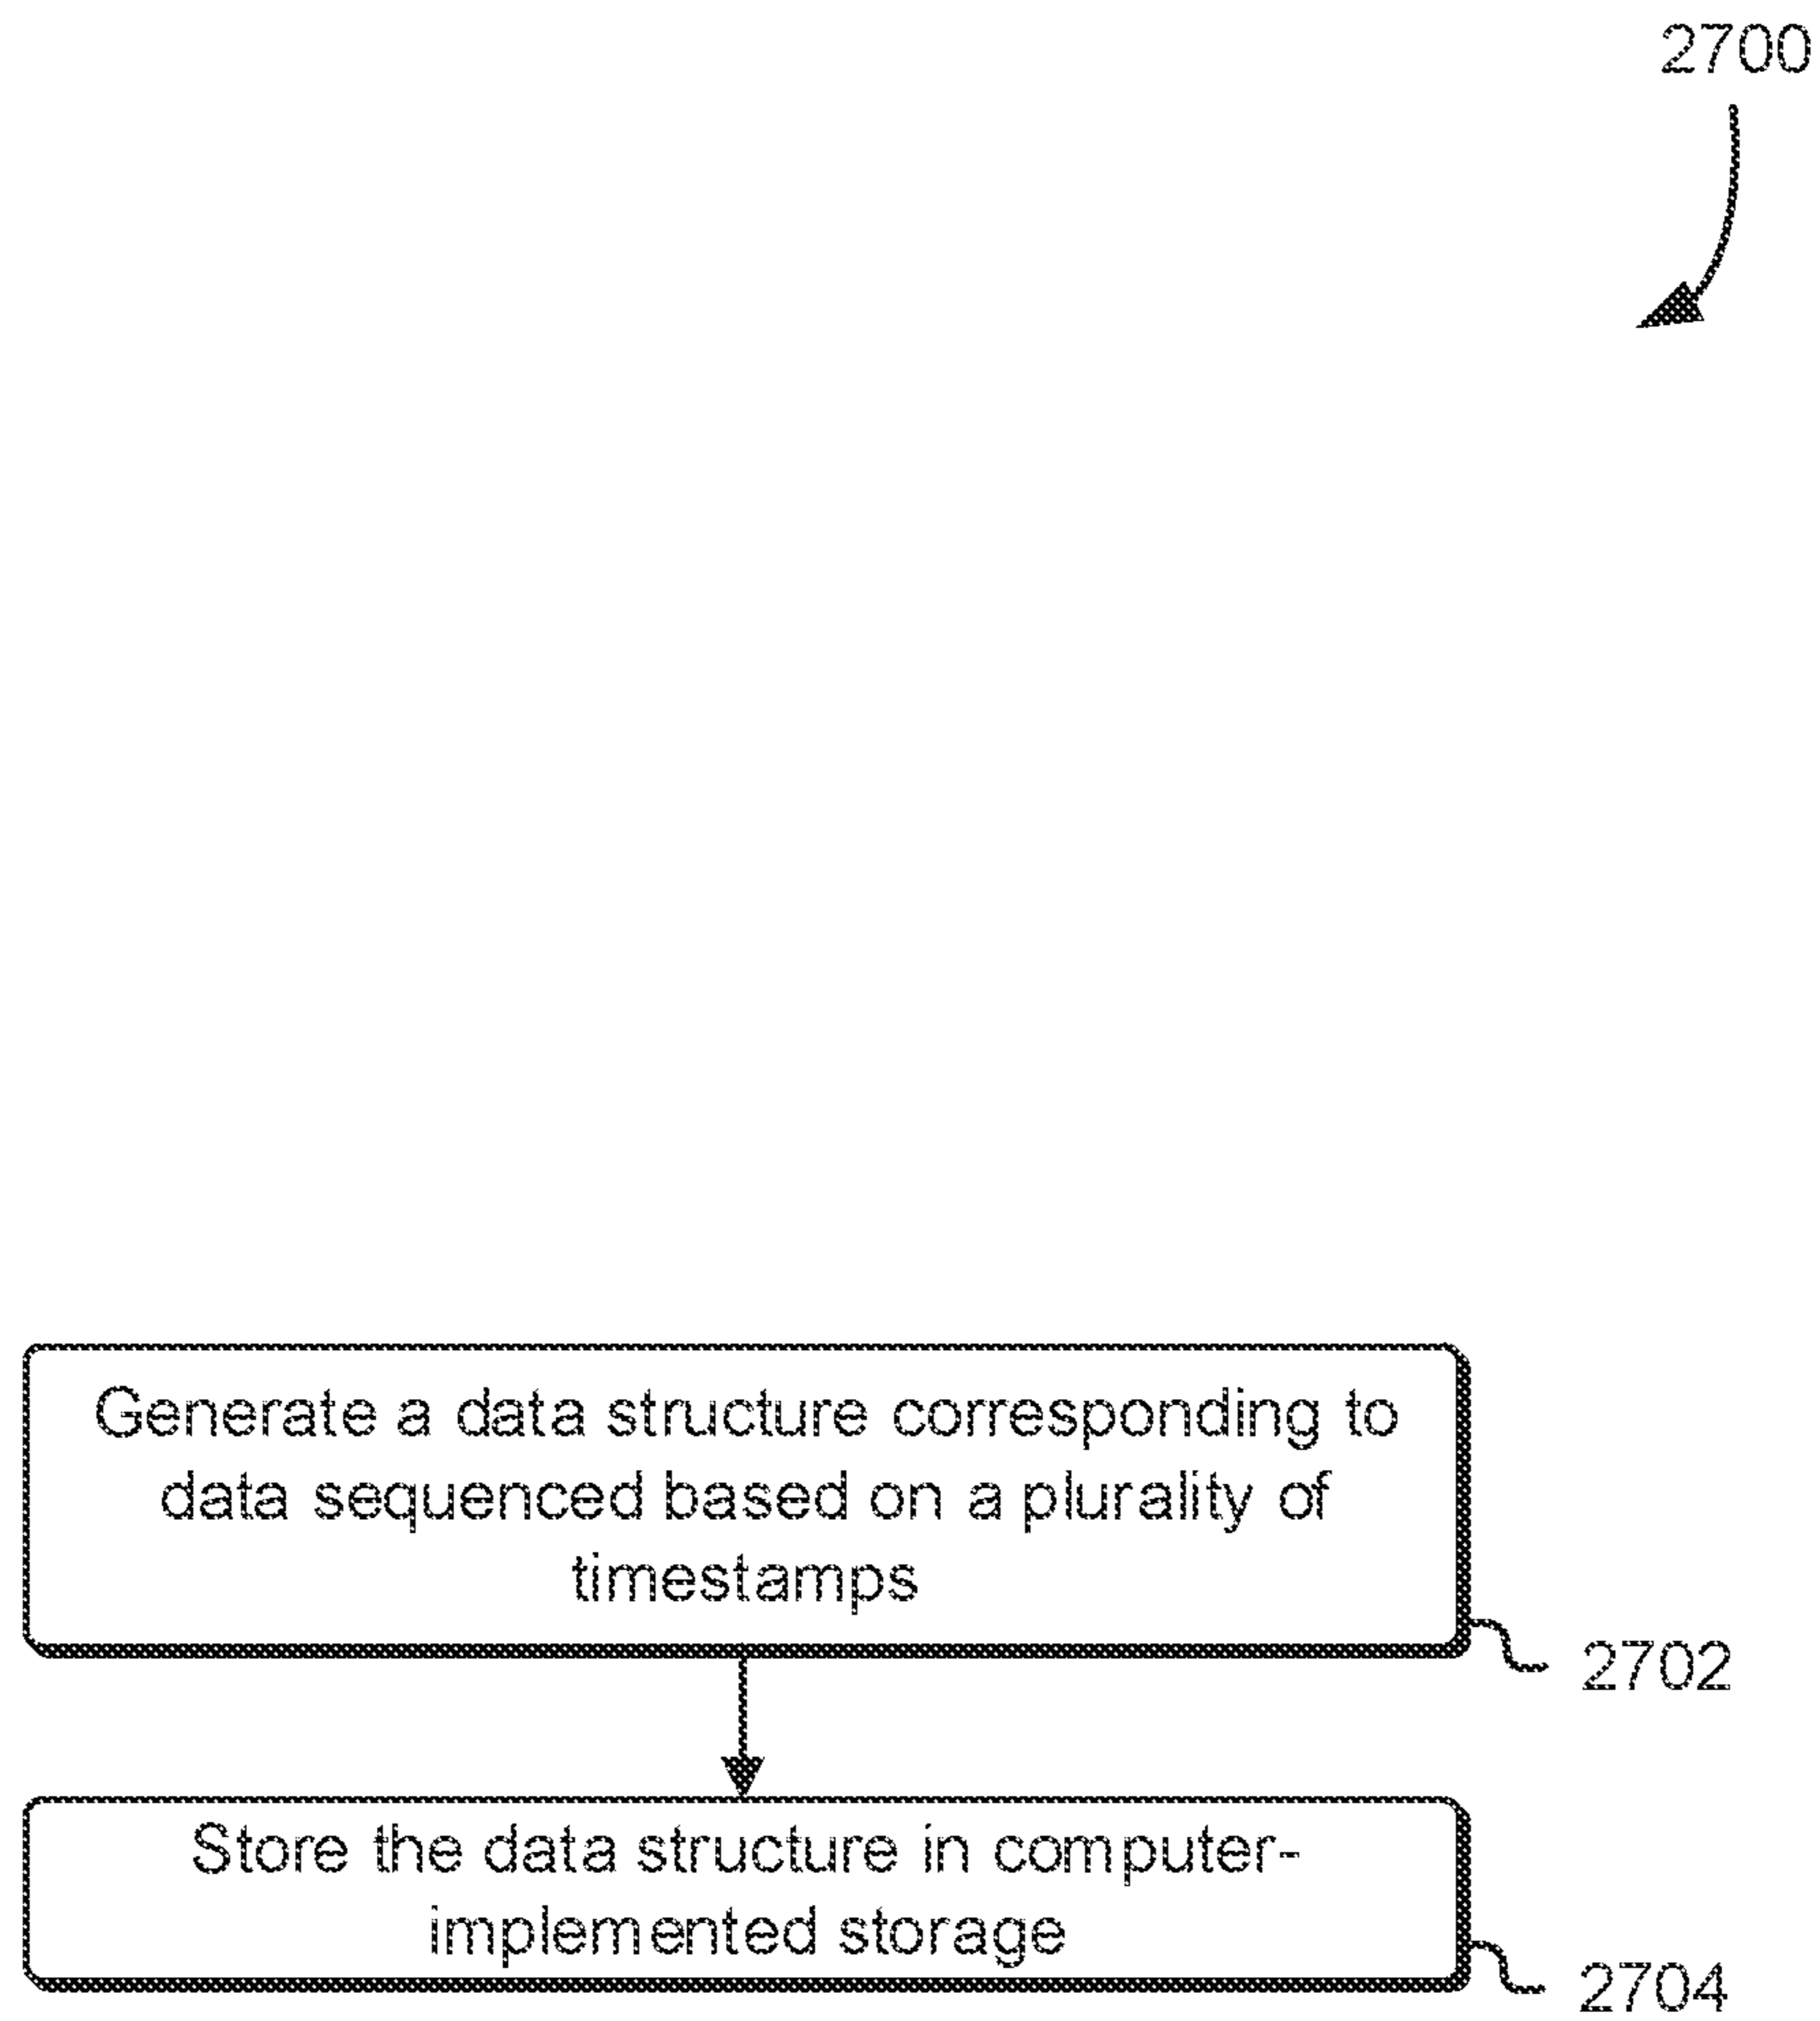 2700
Generate a data structure corresponding to
data sequenced based on a plurality of
timestamps
2702
Store the data structure in computer-
implemented storage
2704